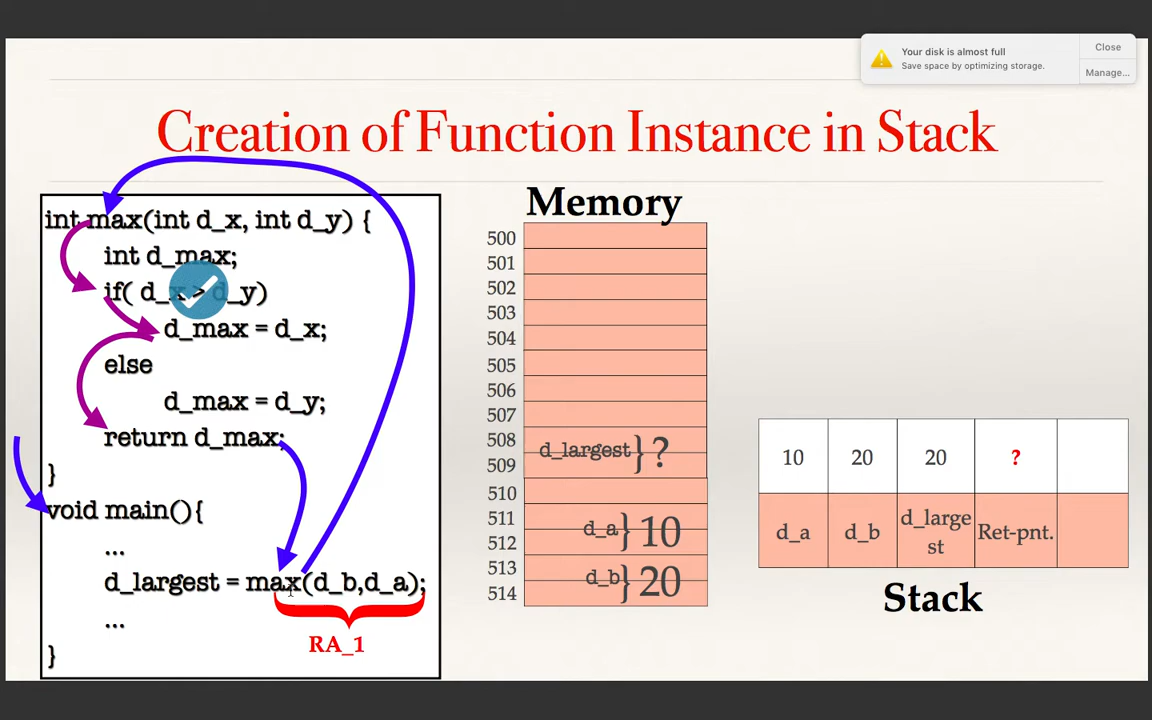 Your disk is almost full
Save space by optimizing storage.
Close
Manage...
Creation of Function Instance in Stack
int max(int d_x, int d_y) {
int d_max;
if( d_x > d_y)
d_max = d_x;
else
d_max = d_y;
return d_max;
}
void main(){
...
d_largest = max(d_b,d_a);
...
}
RA_1
Memory
500
501
502
503
504
505
506
507
508
509
510
511
512
513
514
d_largest} ?
d_a} 10
d_b} 20
10 20 20 ?
d_a d_b d_large Ret-pnt.
st
Stack